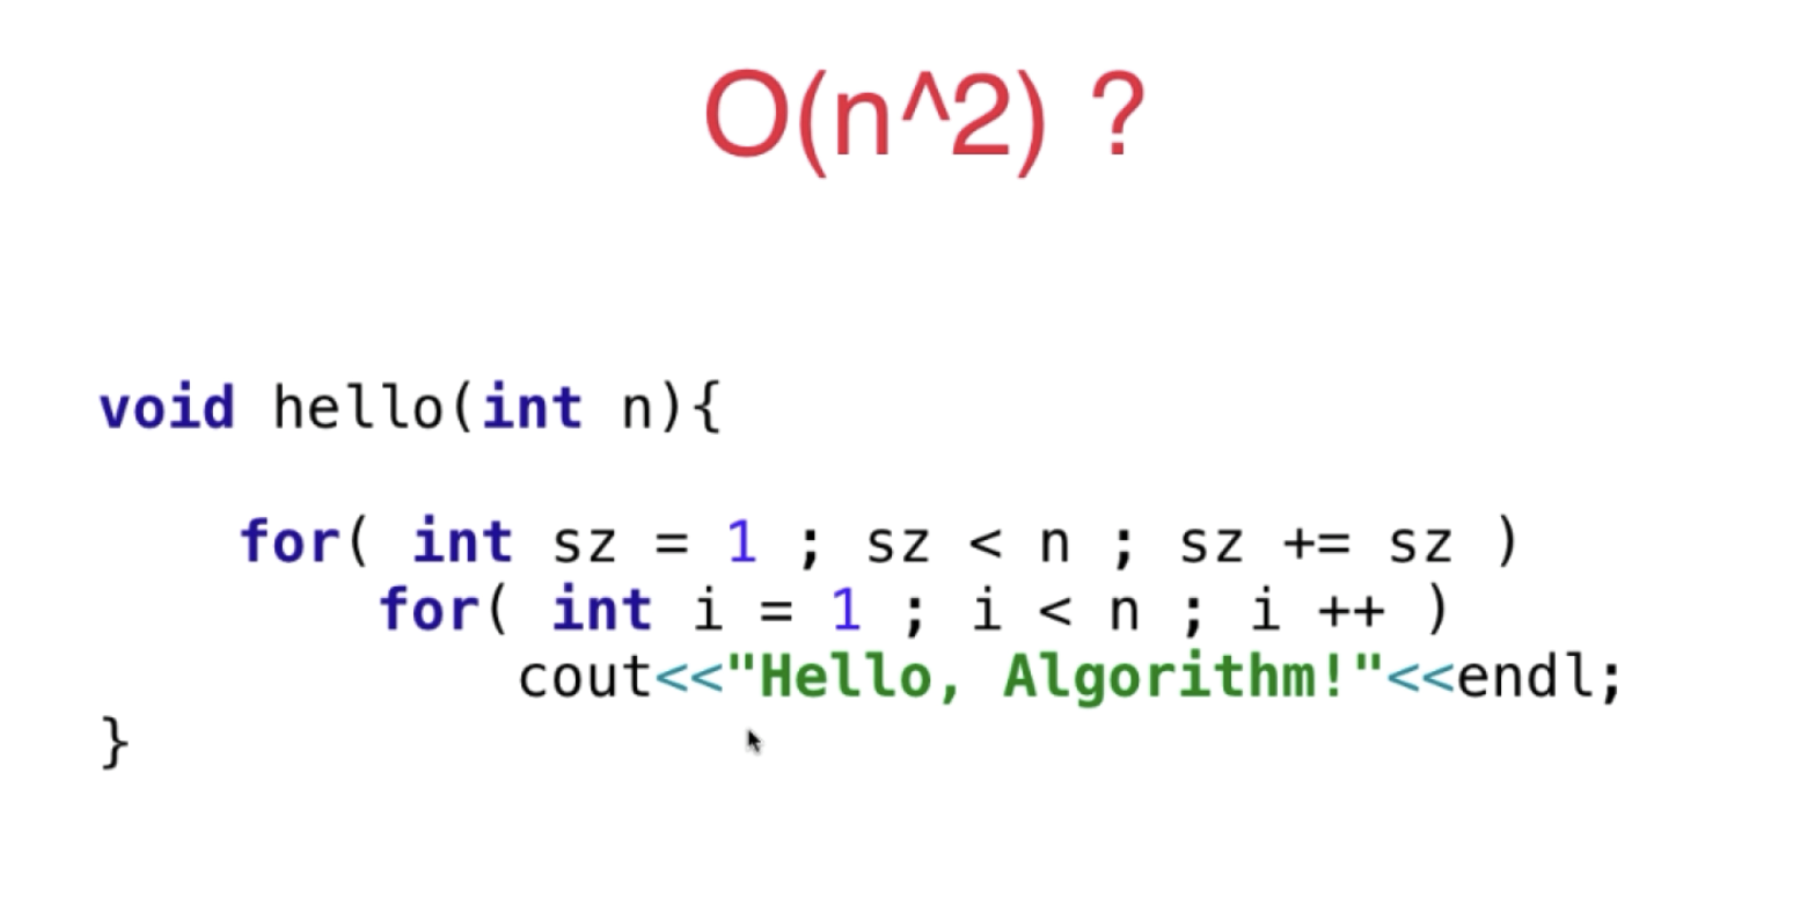 O(n^2) ?
void hello(int n){
for( int sz = 1 ; sz < n ; sz += sz )
for( int i = 1 ; i < n ; i ++ )
cout<<"Hello, Algorithm!"<<endl;
}